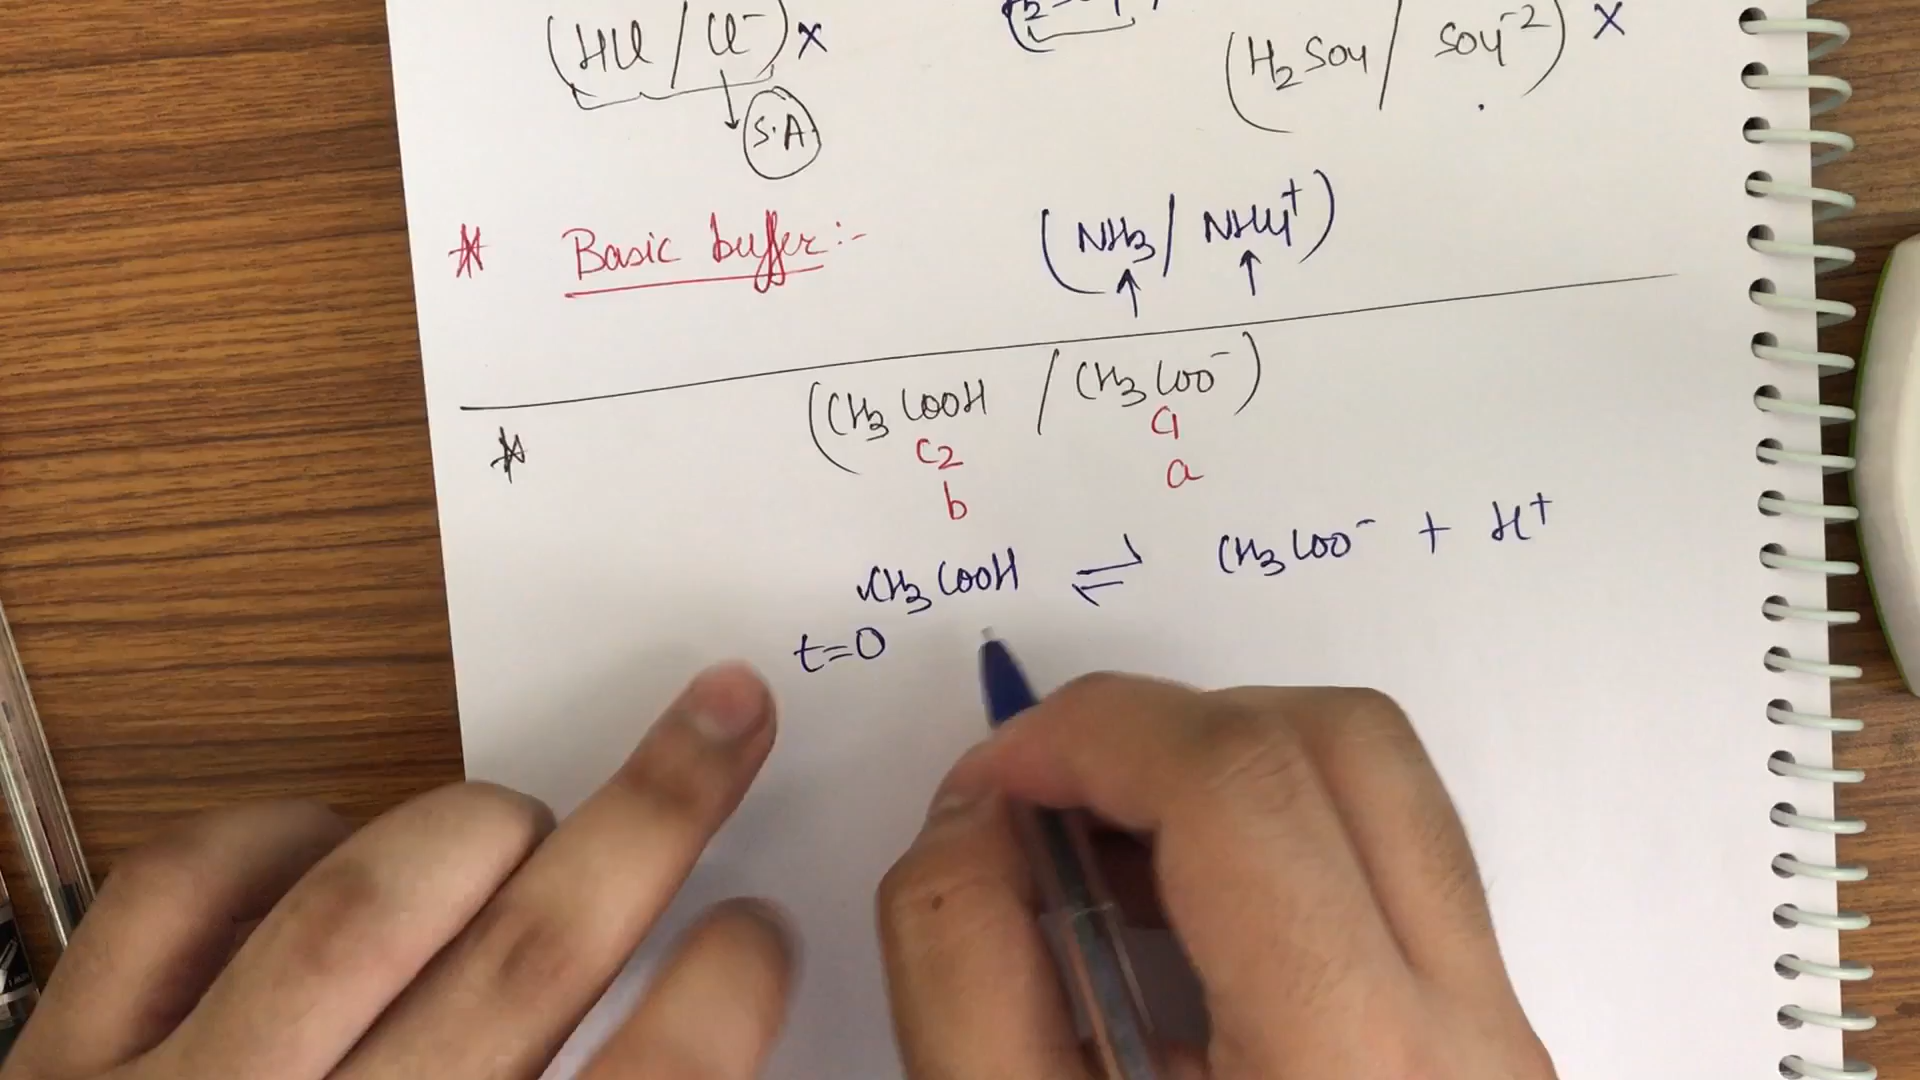 (HCl / Cl⁻) x
(H₂SO4 / SO4⁻²) x
S.A.
* Basic buffer:- (NH3 / NH4⁺)
* (CH3COOH / CH3COO⁻)
C2 C1
b a
CH3COOH ⇌ CH3COO⁻ + H⁺
t=0